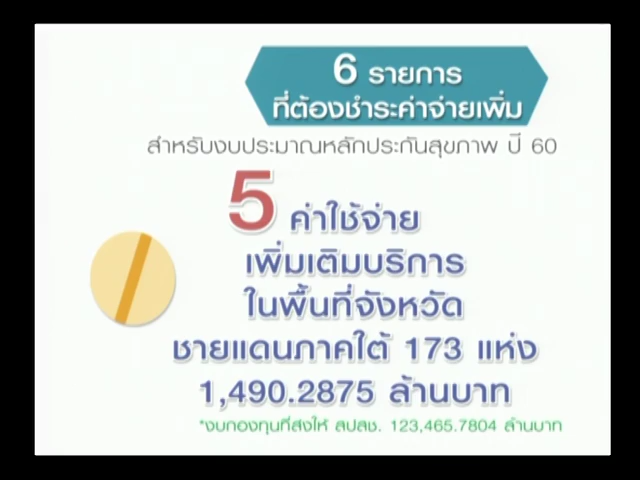 6 รายการ
ที่ต้องชำระค่าจ่ายเพิ่ม
สำหรับงบประมาณหลักประกันสุขภาพ ปี 60
5 ค่าใช้จ่าย
เพิ่มเติมบริการ
ในพื้นที่จังหวัด
ชายแดนภาคใต้ 173 แห่ง
1,490.2875 ล้านบาท
*งบกองทุนที่ส่งให้ สปสช. 123,465.7804 ล้านบาท